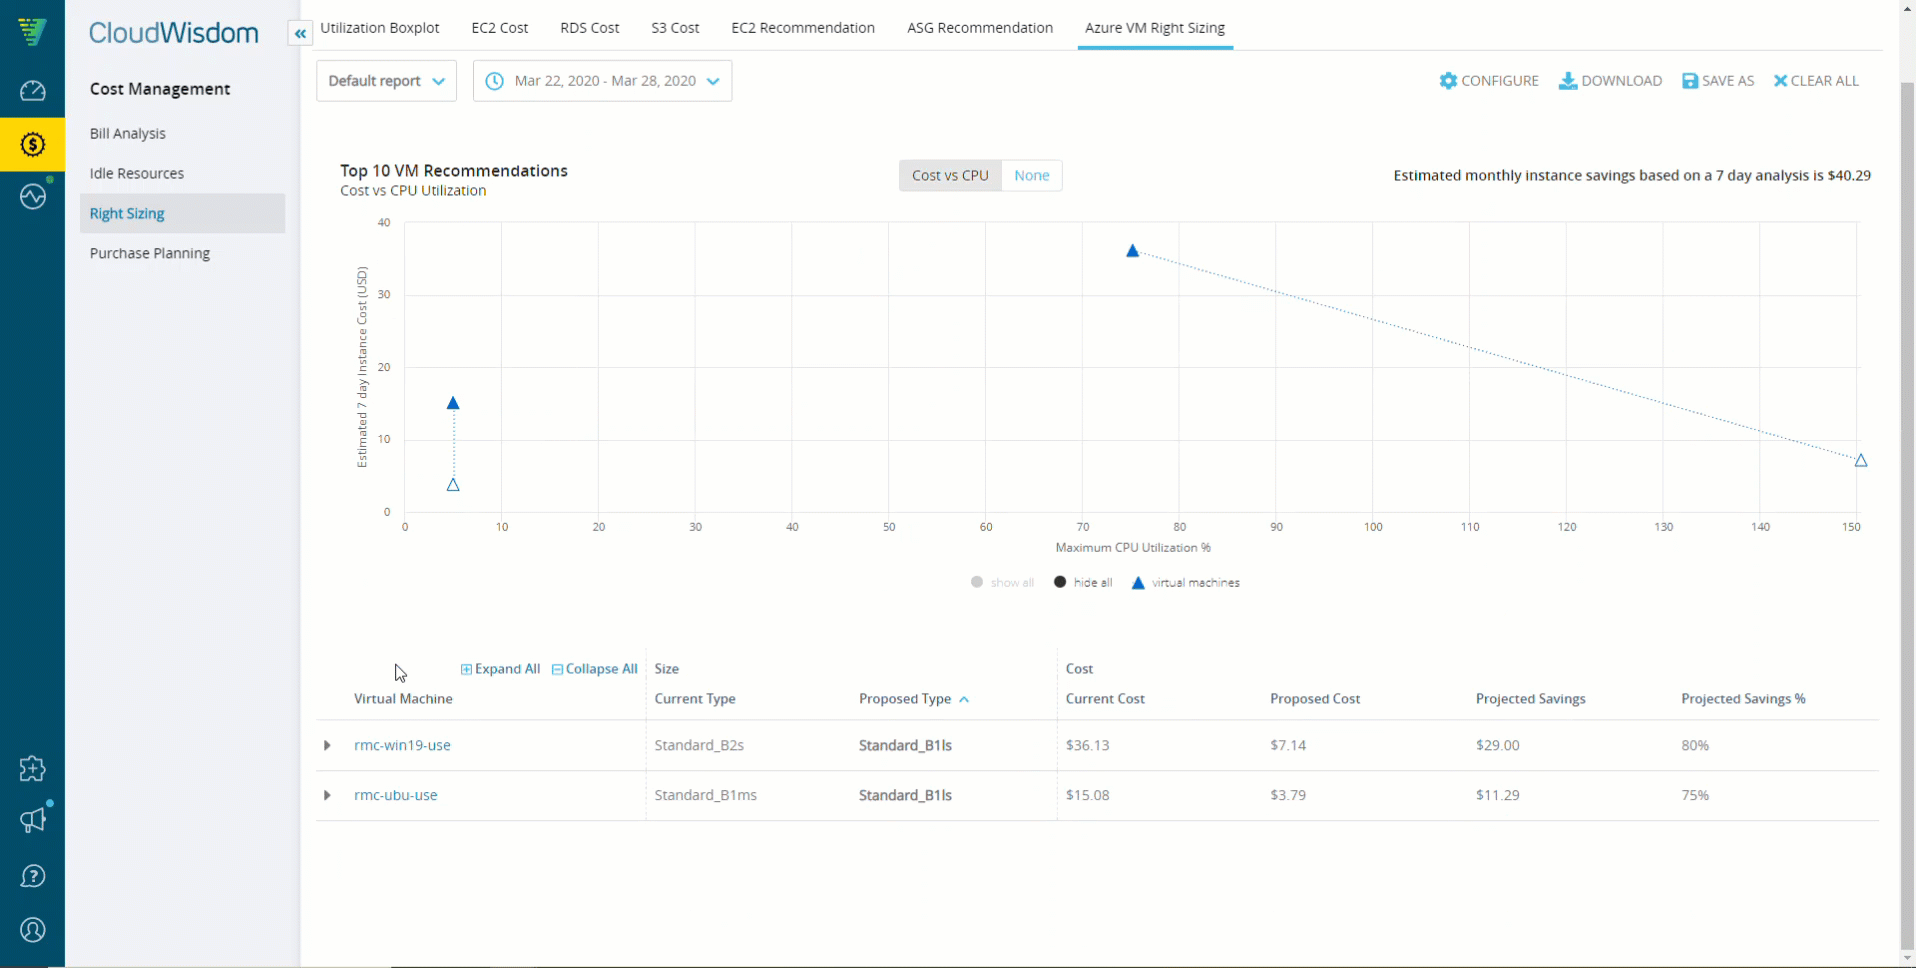 CloudWisdom
Cost Management
Bill Analysis
Idle Resources
Right Sizing
Purchase Planning
«
Utilization Boxplot EC2 Cost RDS Cost S3 Cost EC2 Recommendation ASG Recommendation Azure VM Right Sizing
Default report Mar 22, 2020 - Mar 28, 2020 CONFIGURE DOWNLOAD SAVE AS CLEAR ALL
Top 10 VM Recommendations
Cost vs CPU Utilization
Cost vs CPU None
Estimated monthly instance savings based on a 7 day analysis is $40.29
Estimated 7 day Instance Cost (USD)
40
30
20
10
0
0 10 20 30 40 50 60 70 80 90 100 110 120 130 140 150
Maximum CPU Utilization %
show all hide all virtual machines
Expand All Collapse All Size Cost
Virtual Machine Current Type Proposed Type Current Cost Proposed Cost Projected Savings Projected Savings %
rmc-win19-use Standard_B2s Standard_B1ls $36.13 $7.14 $29.00 80%
rmc-ubu-use Standard_B1ms Standard_B1ls $15.08 $3.79 $11.29 75%